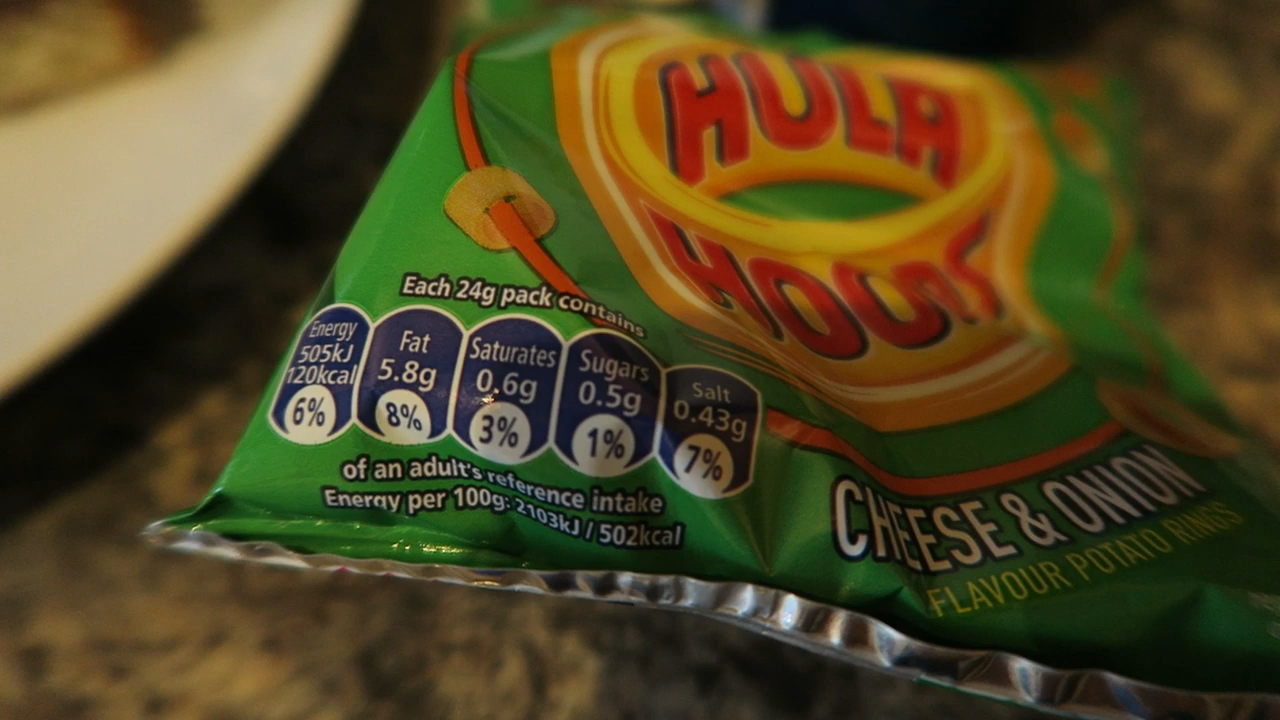 HULA
HOOPS
Each 24g pack contains
Energy
505kJ
120kcal
6%
Fat
5.8g
8%
Saturates
0.6g
3%
Sugars
0.5g
1%
Salt
0.43g
7%
of an adult's reference intake
Energy per 100g: 2103kJ / 502kcal
CHEESE & ONION
FLAVOUR POTATO RINGS